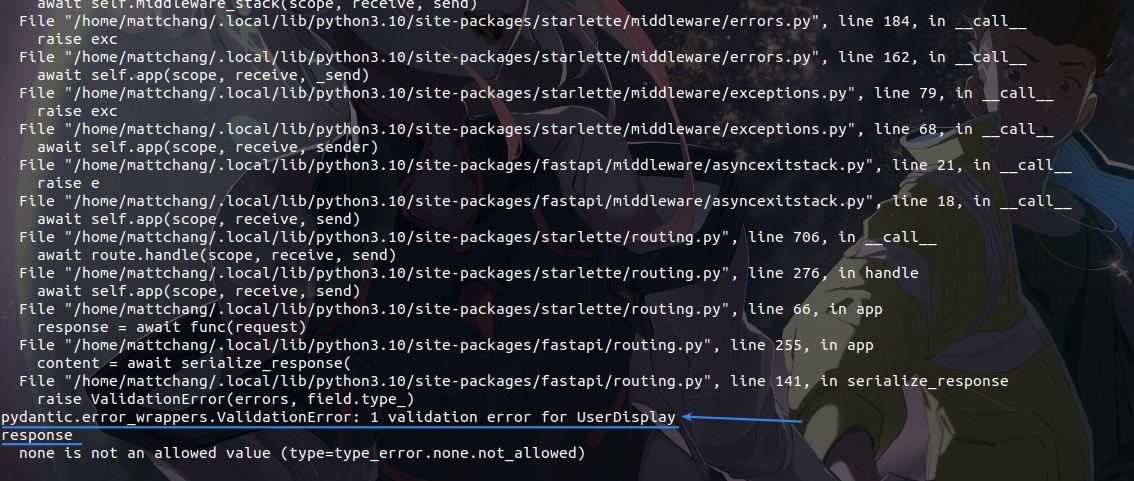 await self.middleware_stack(scope, receive, send)
File "/home/mattchang/.local/lib/python3.10/site-packages/starlette/middleware/errors.py", line 184, in __call__
raise exc
File "/home/mattchang/.local/lib/python3.10/site-packages/starlette/middleware/errors.py", line 162, in __call__
await self.app(scope, receive, _send)
File "/home/mattchang/.local/lib/python3.10/site-packages/starlette/middleware/exceptions.py", line 79, in __call__
raise exc
File "/home/mattchang/.local/lib/python3.10/site-packages/starlette/middleware/exceptions.py", line 68, in __call__
await self.app(scope, receive, sender)
File "/home/mattchang/.local/lib/python3.10/site-packages/fastapi/middleware/asyncexitstack.py", line 21, in __call__
raise e
File "/home/mattchang/.local/lib/python3.10/site-packages/fastapi/middleware/asyncexitstack.py", line 18, in __call__
await self.app(scope, receive, send)
File "/home/mattchang/.local/lib/python3.10/site-packages/starlette/routing.py", line 706, in __call__
await route.handle(scope, receive, send)
File "/home/mattchang/.local/lib/python3.10/site-packages/starlette/routing.py", line 276, in handle
await self.app(scope, receive, send)
File "/home/mattchang/.local/lib/python3.10/site-packages/starlette/routing.py", line 66, in app
response = await func(request)
File "/home/mattchang/.local/lib/python3.10/site-packages/fastapi/routing.py", line 255, in app
content = await serialize_response(
File "/home/mattchang/.local/lib/python3.10/site-packages/fastapi/routing.py", line 141, in serialize_response
raise ValidationError(errors, field.type_)
pydantic.error_wrappers.ValidationError: 1 validation error for UserDisplay
response
none is not an allowed value (type=type_error.none.not_allowed)